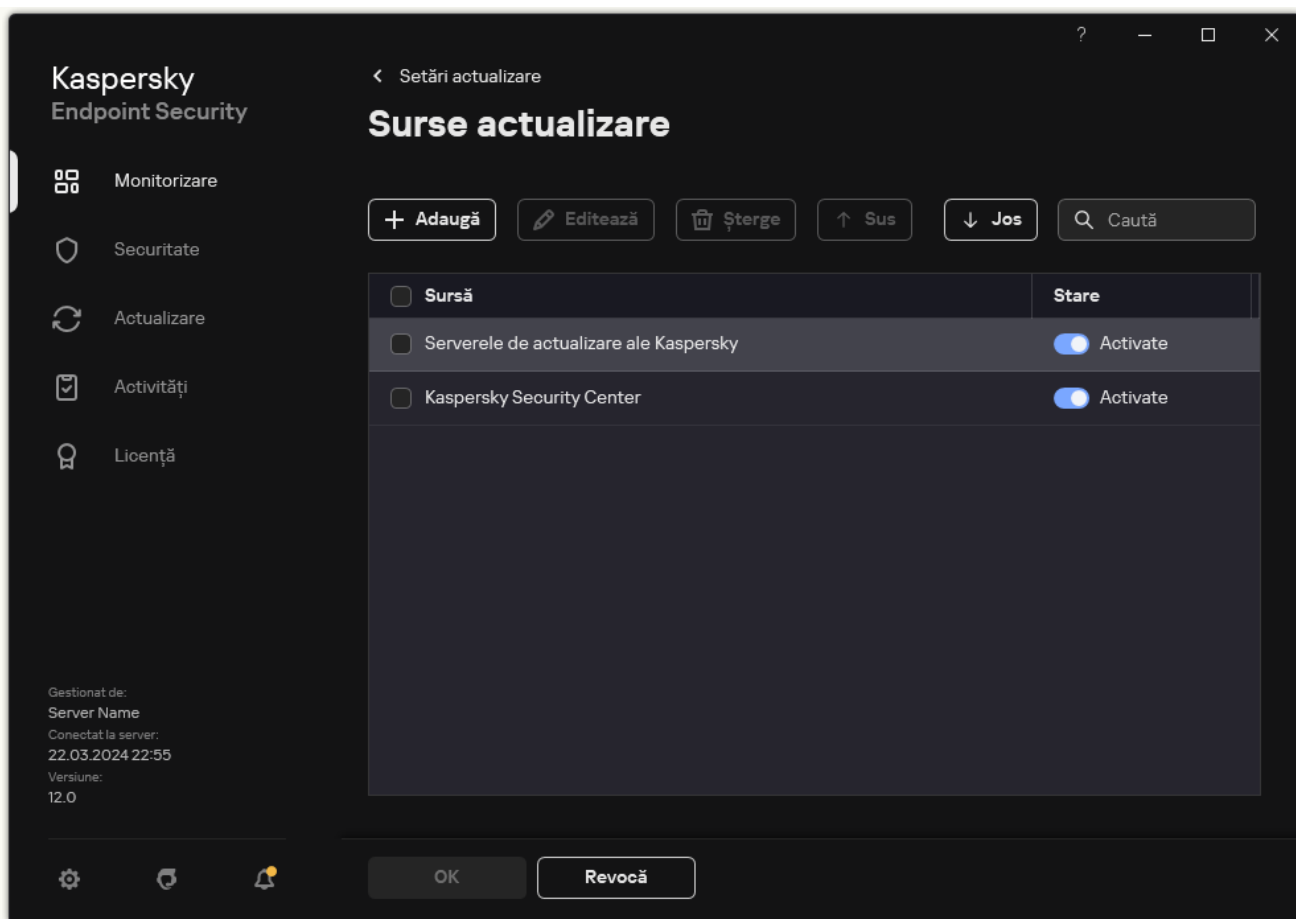 ?
Kaspersky
Endpoint Security
Setări actualizare
Surse actualizare
Monitorizare
Securitate
Actualizare
Activități
Licență
Adaugă Editează Șterge Sus Jos Caută
Sursă Stare
Serverele de actualizare ale Kaspersky Activate
Kaspersky Security Center Activate
Gestionat de:
Server Name
Conectat la server:
22.03.2024 22:55
Versiune:
12.0
OK Revocă